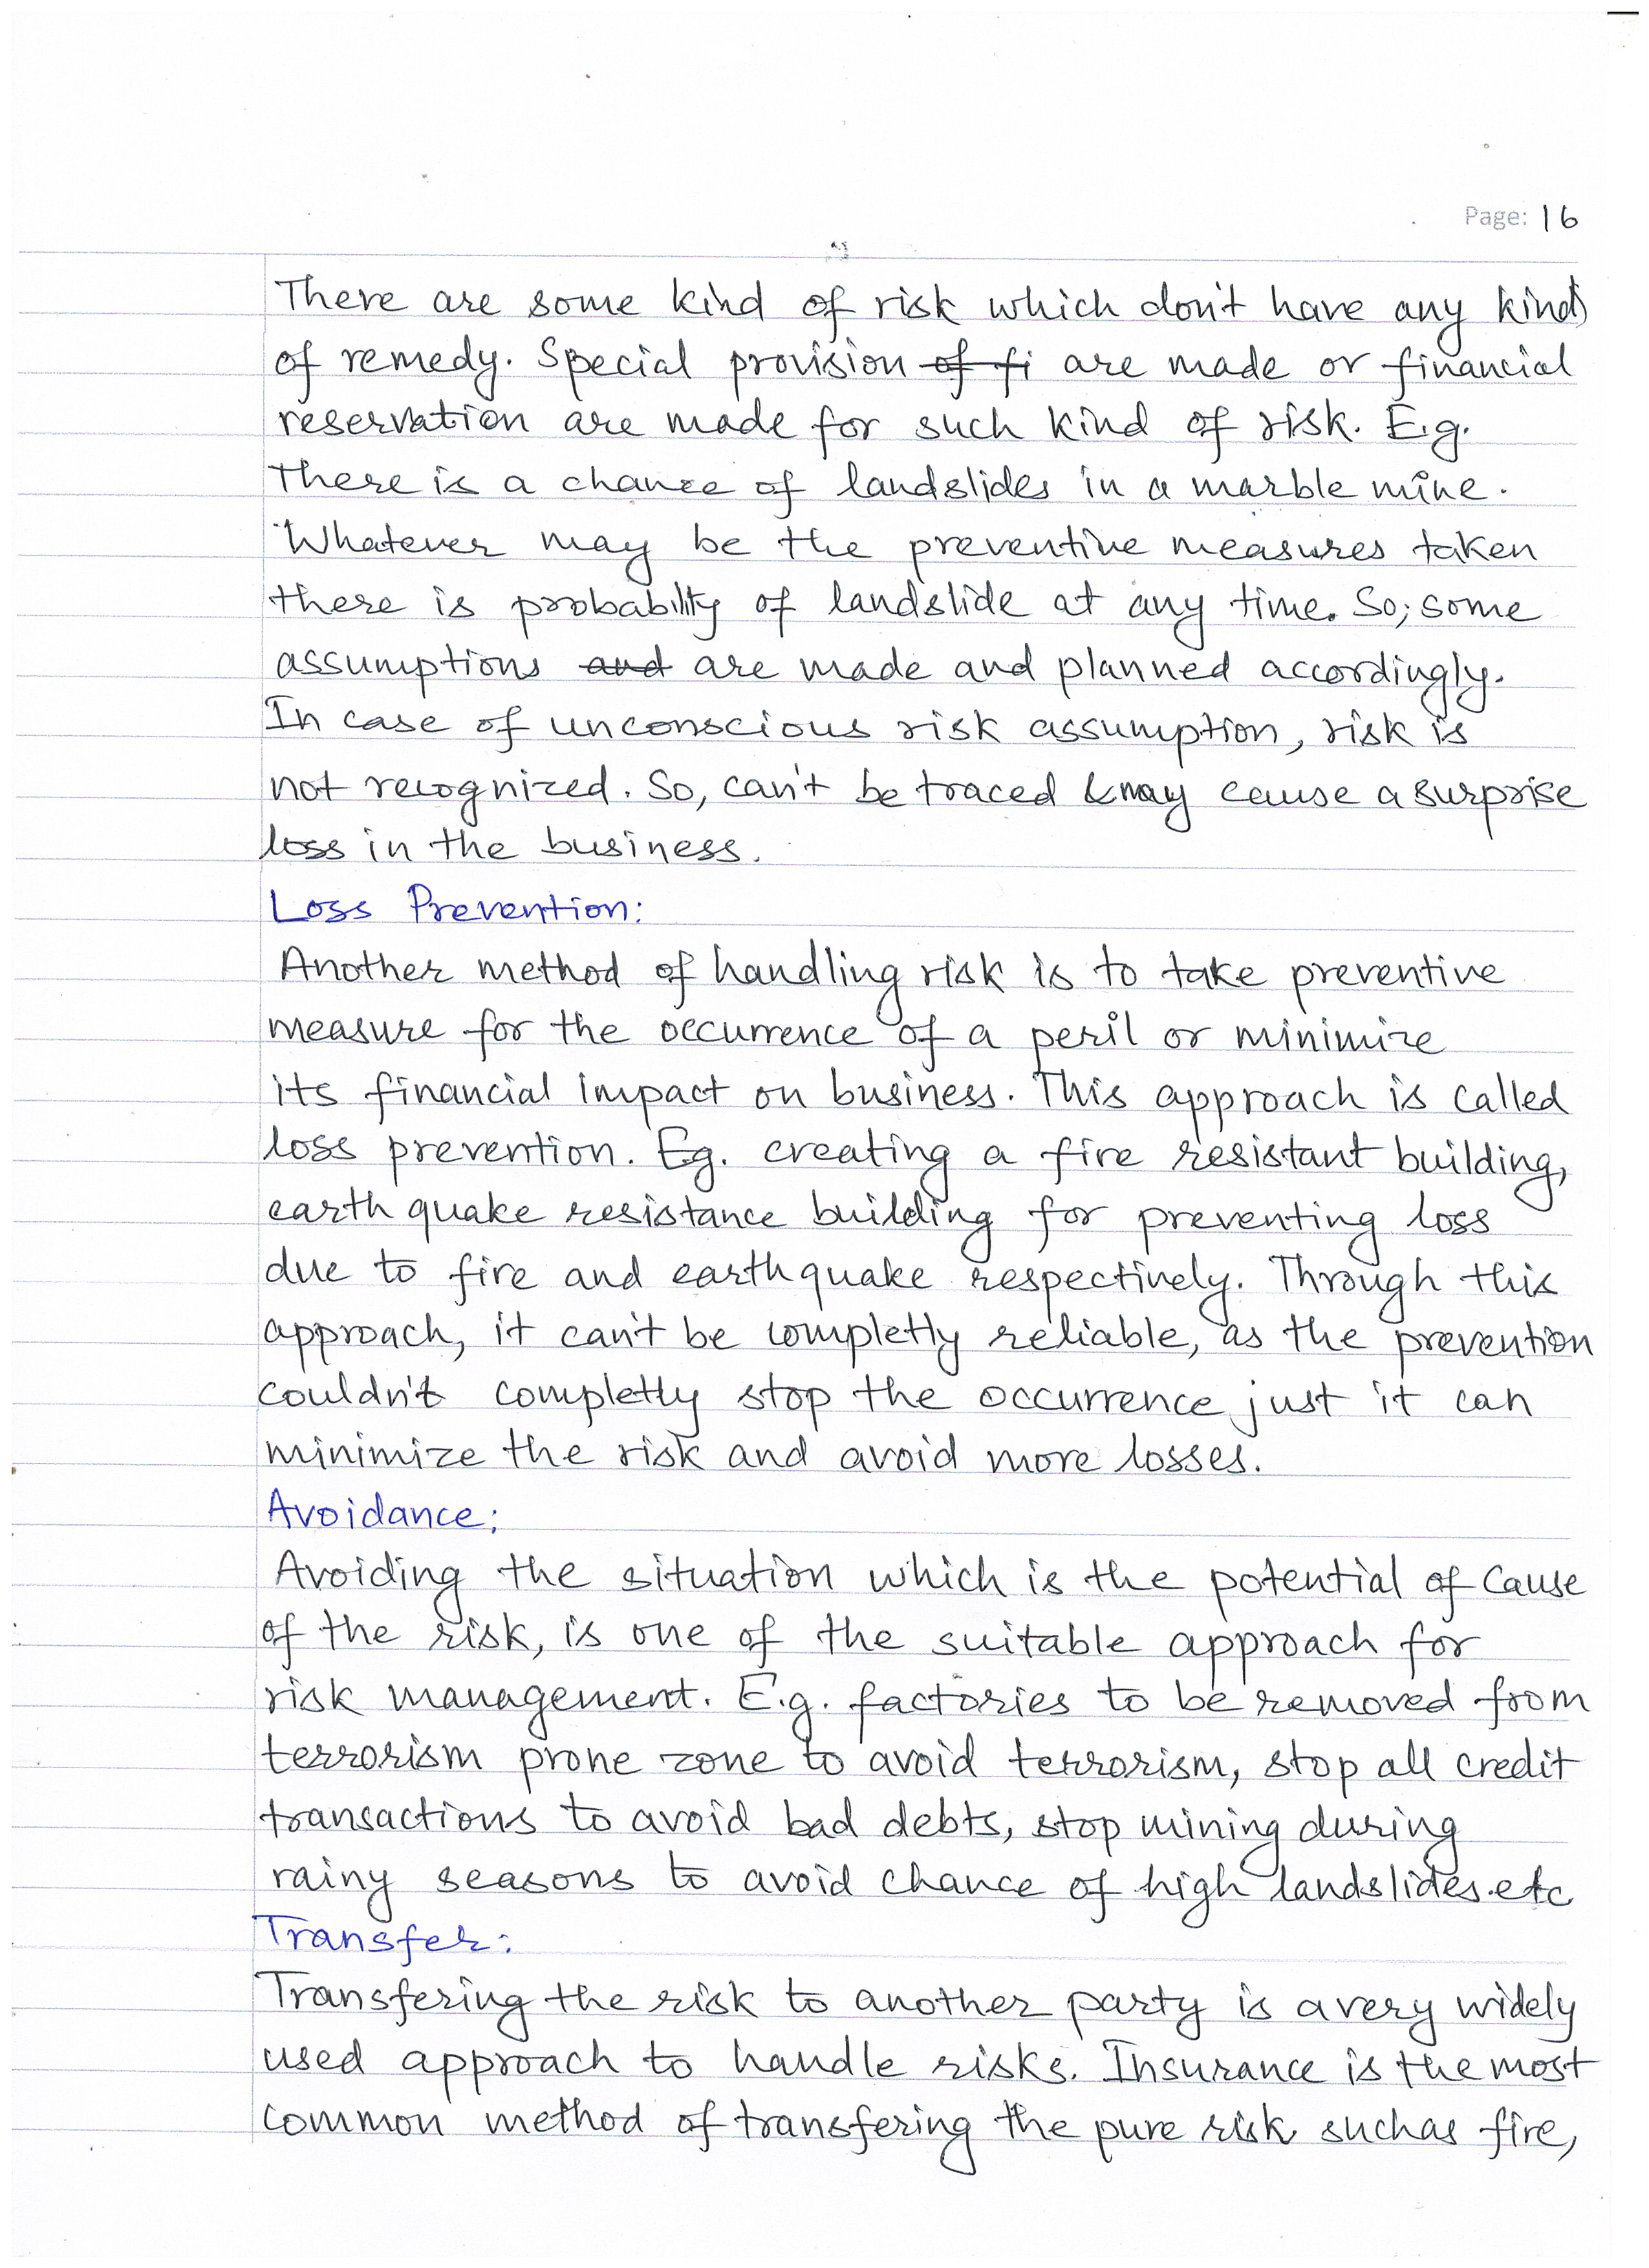 Page: 16
There are some kind of risk which don't have any kind
of remedy. Special provision of fi are made or financial
reservation are made for such kind of risk. E.g.
There is a chance of landslides in a marble mine.
Whatever may be the preventive measures taken
there is probability of landslide at any time. So; some
assumptions and are made and planned accordingly.
In case of unconscious risk assumption, risk is
not recognized. So, can't be traced & may cause a surprise
loss in the business.
Loss Prevention:
Another method of handling risk is to take preventive
measure for the occurrence of a peril or minimize
its financial impact on business. This approach is called
loss prevention. Eg. creating a fire resistant building,
earth quake resistance building for preventing loss
due to fire and earthquake respectively. Through this
approach, it can't be completly reliable, as the prevention
couldn't completly stop the occurrence just it can
minimize the risk and avoid more losses.
Avoidance:
Avoiding the situation which is the potential of cause
of the risk, is one of the suitable approach for
risk management. E.g. factories to be removed from
terrorism prone zone to avoid terrorism, stop all credit
transactions to avoid bad debts, stop mining during
rainy seasons to avoid chance of high landslides.etc
Transfer:
Transfering the risk to another party is a very widely
used approach to handle risks. Insurance is the most
common method of transfering the pure risk such as fire,